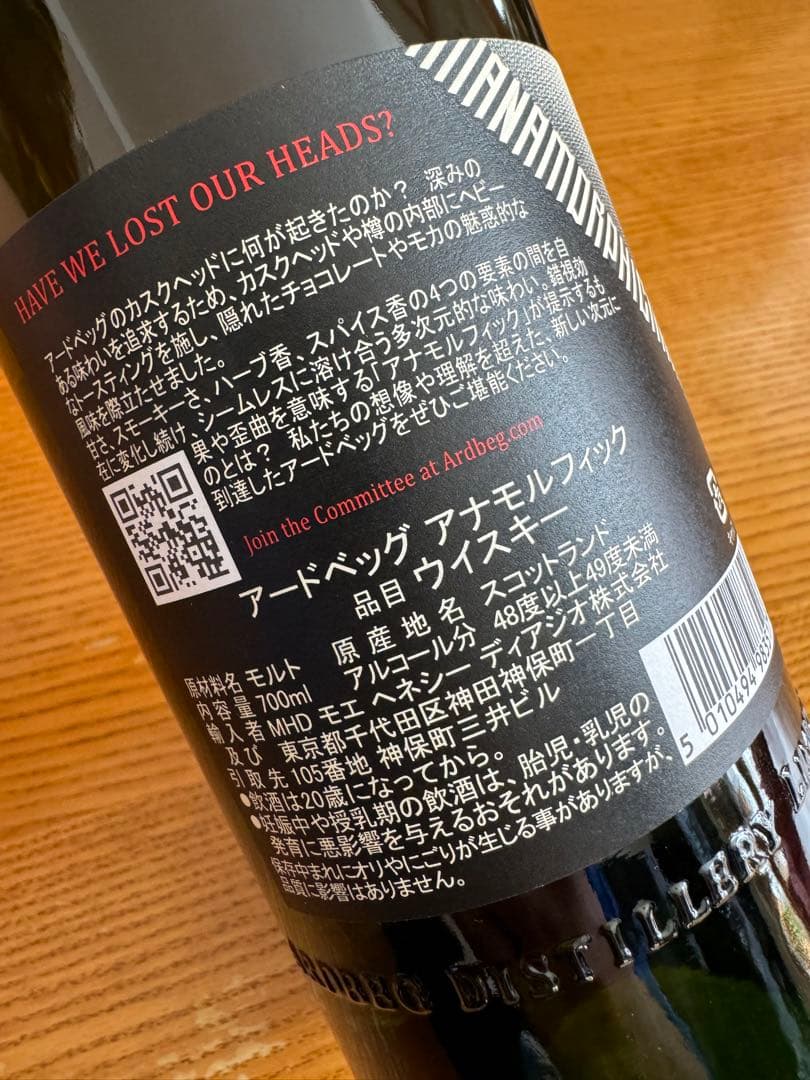 ANAMORPHIC
HAVE WE LOST OUR HEADS?
アードベッグのカスクヘッドに何が起きたのか? 深みの
ある味わいを追求するため、カスクヘッドや樽の内部にヘビー
なトースティングを施し、隠れたチョコレートやモカの魅惑的な
風味を際立たせました。
甘さ、スモーキーさ、ハーブ香、スパイス香の4つの要素の間を自
在に変化し続け、シームレスに溶け合う多次元的な味わい。錯視効
果や歪曲を意味する「アナモルフィック」が提示するも
のとは? 私たちの想像や理解を超えた、新しい次元に
到達したアードベッグをぜひご堪能ください。
Join the Committee at Ardbeg.com
アードベッグ アナモルフィック
品目 ウイスキー
原産地名 スコットランド
原材料名 モルト アルコール分 48度以上49度未満
内容量 700ml
輸入者 MHD モエ ヘネシー ディアジオ株式会社
及び 東京都千代田区神田神保町一丁目
引取先 105番地 神保町三井ビル
●飲酒は20歳になってから。
●妊娠中や授乳期の飲酒は、胎児・乳児の
発育に悪影響を与えるおそれがあります。
保存中まれにオリやにごりが生じる事がありますが、
品質に影響はありません。
5 010494 983
ARDBEG DISTILLERY